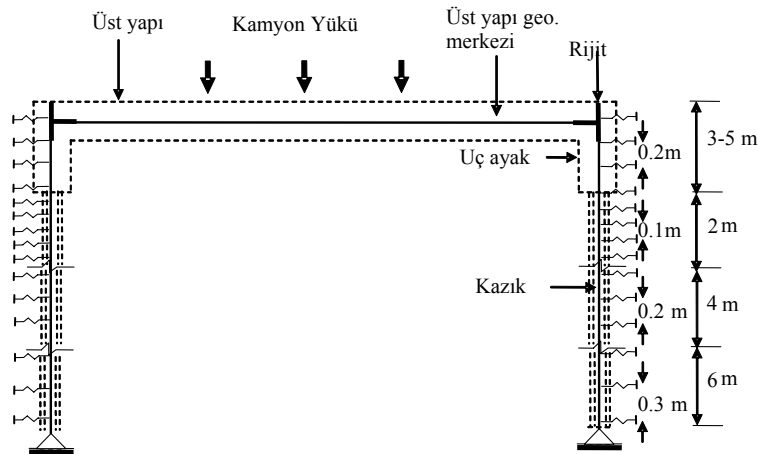 Üst yapı
Kamyon Yükü
Üst yapı geo.
merkezi
Rijit
3-5 m
0.2m
Uç ayak
0.1m
2 m
Kazık
0.2 m
4 m
6 m
0.3 m